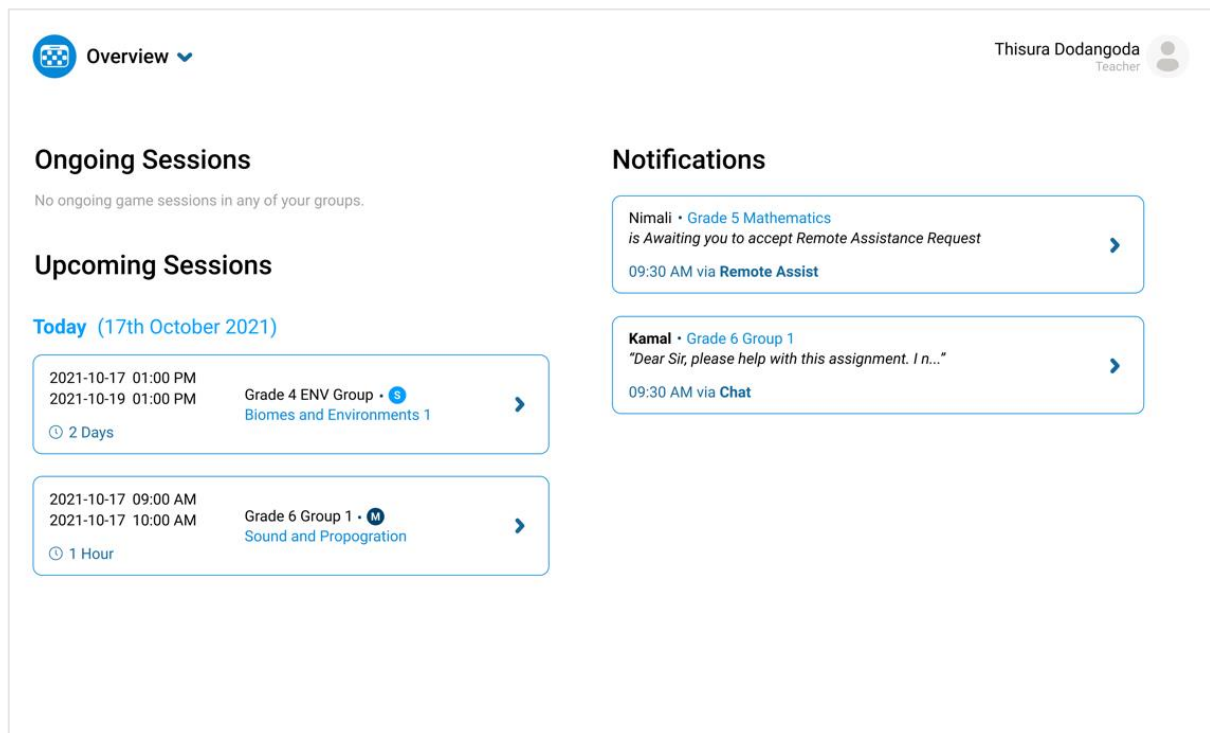 Overview
Thisura Dodangoda
Teacher
Ongoing Sessions
No ongoing game sessions in any of your groups.
Upcoming Sessions
Today (17th October 2021)
2021-10-17 01:00 PM
2021-10-19 01:00 PM
2 Days
Grade 4 ENV Group • S
Biomes and Environments 1
2021-10-17 09:00 AM
2021-10-17 10:00 AM
1 Hour
Grade 6 Group 1 • M
Sound and Propogration
Notifications
Nimali • Grade 5 Mathematics
is Awaiting you to accept Remote Assistance Request
09:30 AM via Remote Assist
Kamal • Grade 6 Group 1
“Dear Sir, please help with this assignment. I n...”
09:30 AM via Chat